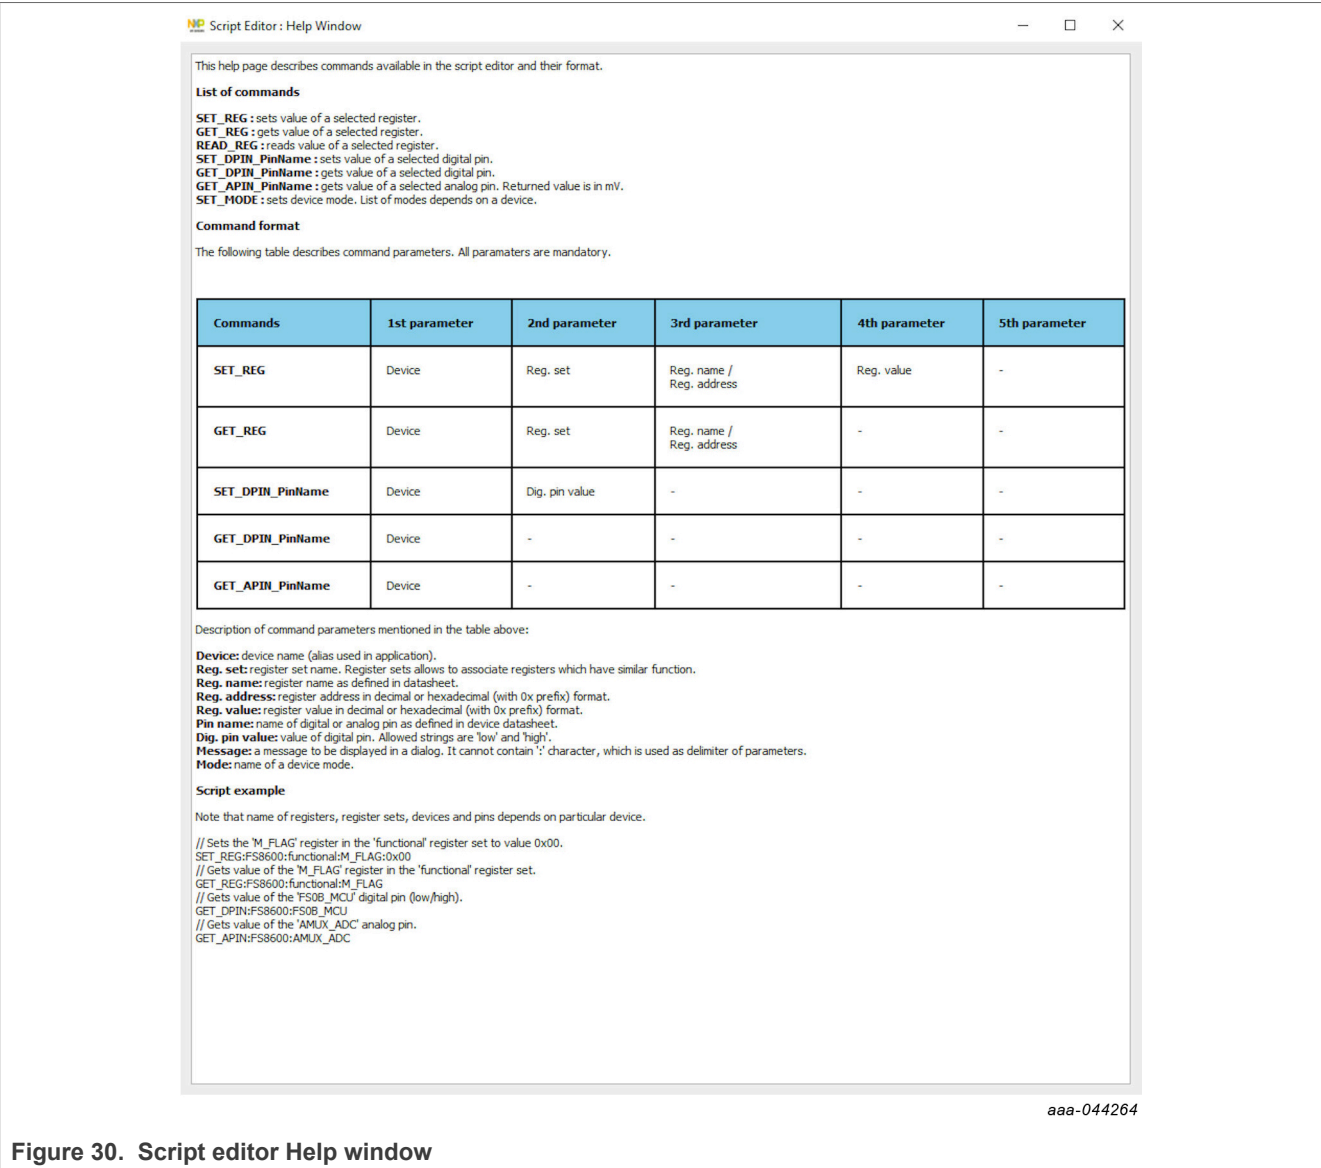 NXP Script Editor : Help Window
This help page describes commands available in the script editor and their format.
List of commands
SET_REG : sets value of a selected register.
GET_REG : gets value of a selected register.
READ_REG : reads value of a selected register.
SET_DPIN_PinName : sets value of a selected digital pin.
GET_DPIN_PinName : gets value of a selected digital pin.
GET_APIN_PinName : gets value of a selected analog pin. Returned value is in mV.
SET_MODE : sets device mode. List of modes depends on a device.
Command format
The following table describes command parameters. All paramaters are mandatory.
Commands 1st parameter 2nd parameter 3rd parameter 4th parameter 5th parameter
SET_REG Device Reg. set Reg. name / Reg. value -
Reg. address
GET_REG Device Reg. set Reg. name / - -
Reg. address
SET_DPIN_PinName Device Dig. pin value - - -
GET_DPIN_PinName Device - - - -
GET_APIN_PinName Device - - - -
Description of command parameters mentioned in the table above:
Device: device name (alias used in application).
Reg. set: register set name. Register sets allows to associate registers which have similar function.
Reg. name: register name as defined in datasheet.
Reg. address: register address in decimal or hexadecimal (with 0x prefix) format.
Reg. value: register value in decimal or hexadecimal (with 0x prefix) format.
Pin name: name of digital or analog pin as defined in device datasheet.
Dig. pin value: value of digital pin. Allowed strings are 'low' and 'high'.
Message: a message to be displayed in a dialog. It cannot contain ':' character, which is used as delimiter of parameters.
Mode: name of a device mode.
Script example
Note that name of registers, register sets, devices and pins depends on particular device.
// Sets the 'M_FLAG' register in the 'functional' register set to value 0x00.
SET_REG:FS8600:functional:M_FLAG:0x00
// Gets value of the 'M_FLAG' register in the 'functional' register set.
GET_REG:FS8600:functional:M_FLAG
// Gets value of the 'FS0B_MCU' digital pin (low/high).
GET_DPIN:FS8600:FS0B_MCU
// Gets value of the 'AMUX_ADC' analog pin.
GET_APIN:FS8600:AMUX_ADC
aaa-044264
Figure 30. Script editor Help window